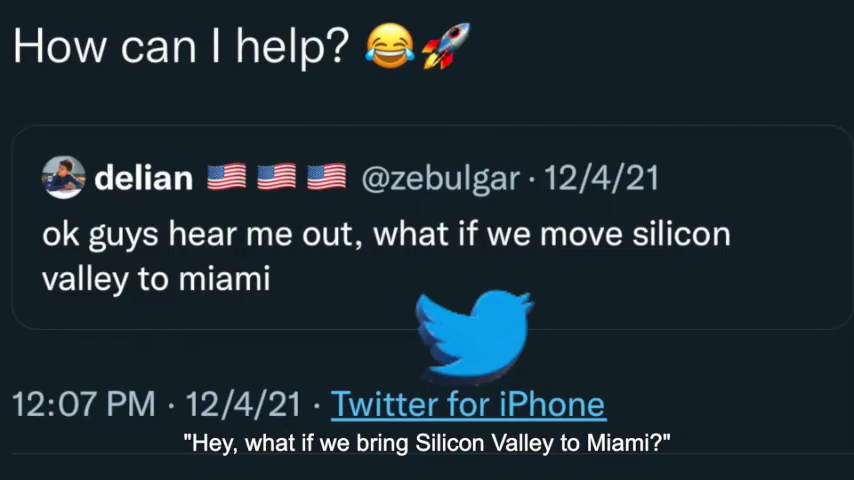 How can I help? 😂🚀
delian 🇺🇸 🇺🇸 🇺🇸 @zebulgar · 12/4/21
ok guys hear me out, what if we move silicon
valley to miami
12:07 PM · 12/4/21 · Twitter for iPhone
"Hey, what if we bring Silicon Valley to Miami?"